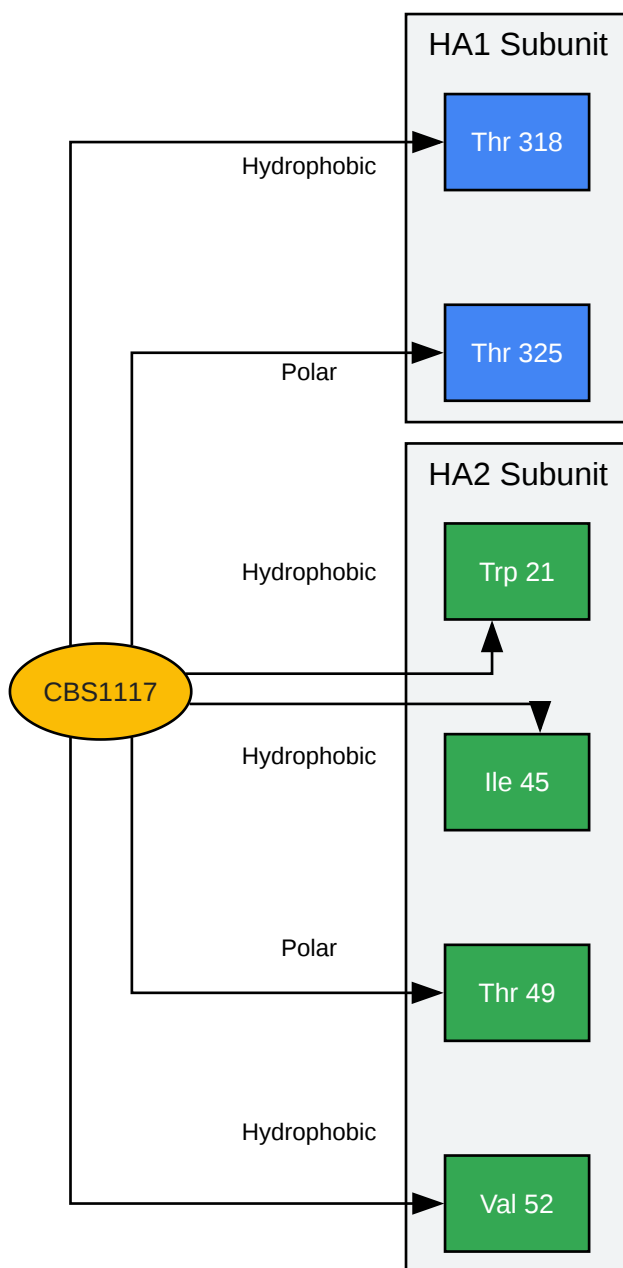 HA1 Subunit
Thr 318
Hydrophobic
Thr 325
Polar
HA2 Subunit
Hydrophobic
Trp 21
CBS1117
Hydrophobic
Ile 45
Polar
Thr 49
Hydrophobic
Val 52